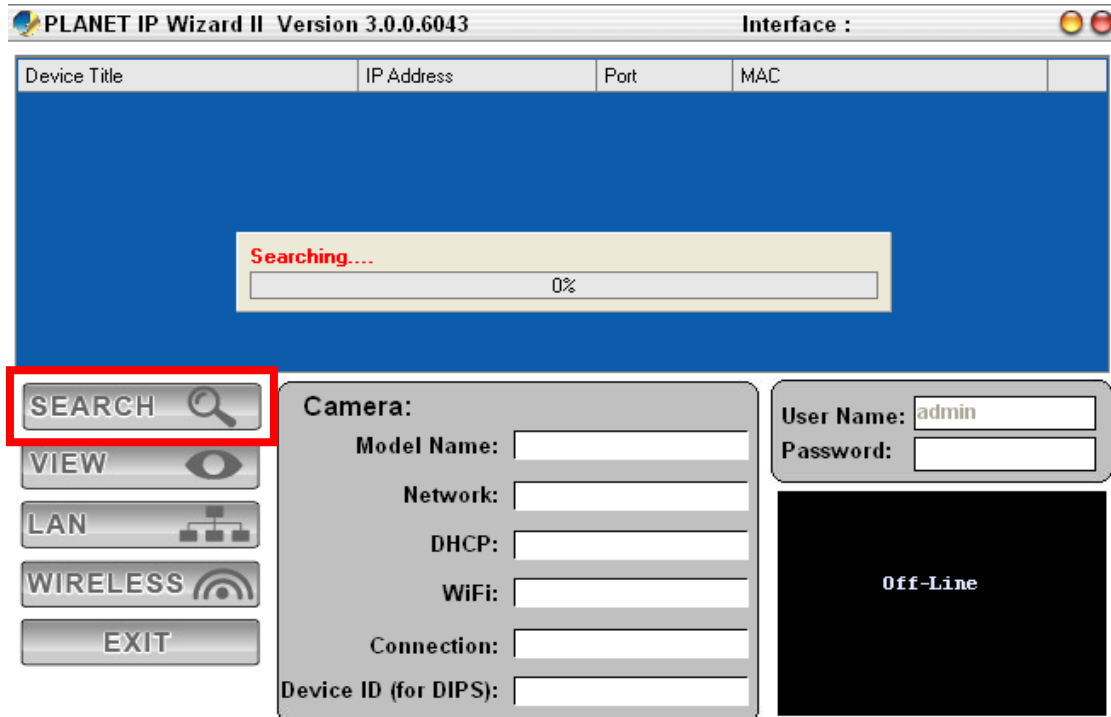 PLANET IP Wizard II Version 3.0.0.6043 Interface :
Device Title IP Address Port MAC
Searching....
0%
SEARCH
VIEW
LAN
WIRELESS
EXIT
Camera:
Model Name:
Network:
DHCP:
WiFi:
Connection:
Device ID (for DIPS):
User Name: admin
Password:
Off-Line